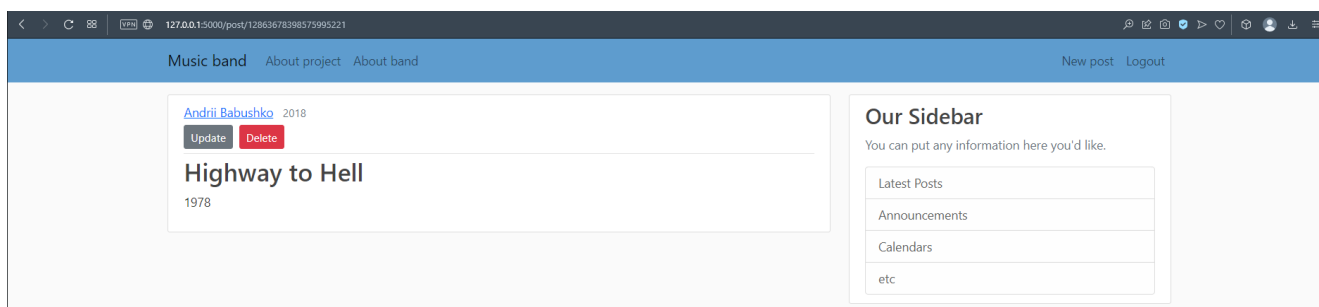 VPN 127.0.0.1:5000/post/12863678398575995221
Music band About project About band New post Logout
Andrii Babushko 2018
Update Delete
Highway to Hell
1978
Our Sidebar
You can put any information here you'd like.
Latest Posts
Announcements
Calendars
etc